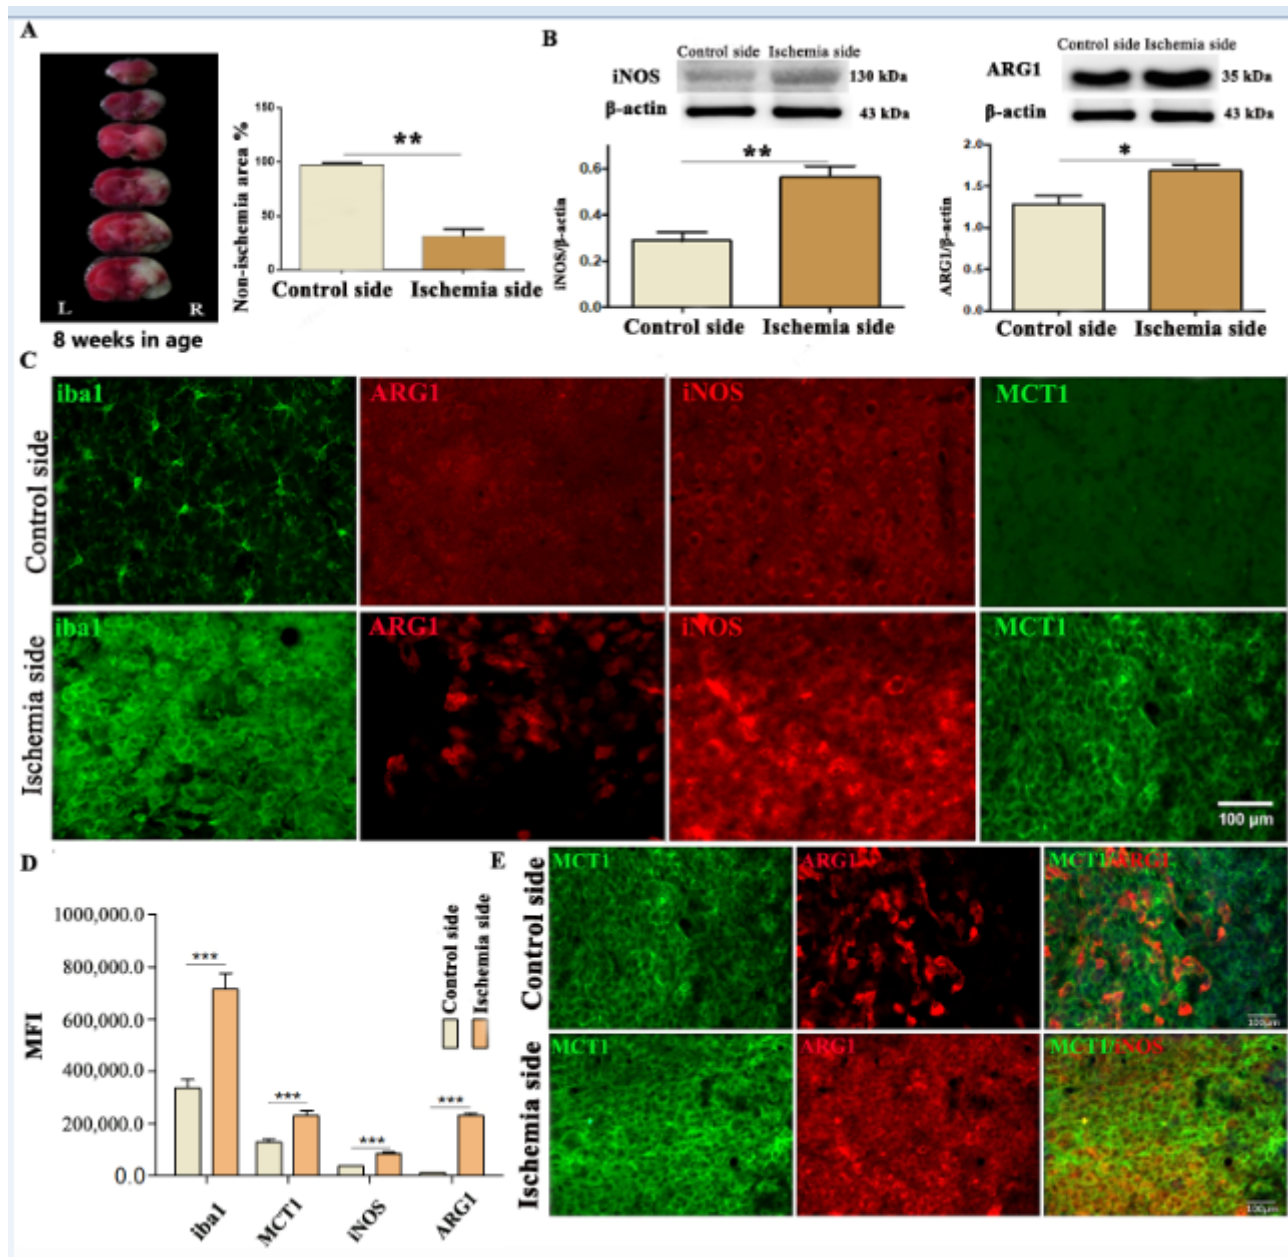 A
L
R
8 weeks in age
Non-ischemia area %
150
100
50
0
**
Control side
Ischemia side
B
Control side Ischemia side
iNOS
130 kDa
β-actin
43 kDa
iNOS/β-actin
0.6
0.4
0.2
0.0
**
Control side
Ischemia side
Control side Ischemia side
ARG1
35 kDa
β-actin
43 kDa
ARG1/β-actin
2.0
1.5
1.0
0.5
0.0
*
Control side
Ischemia side
C
Control side
iba1
ARG1
iNOS
MCT1
Ischemia side
iba1
ARG1
iNOS
MCT1
100 μm
D
MFI
1000,000.0
800,000.0
600,000.0
400,000.0
200,000.0
0.0
***
***
***
***
Control side
Ischemia side
iba1
MCT1
iNOS
ARG1
E
Control side
MCT1
ARG1
MCT1/ARG1
100μm
Ischemia side
MCT1
ARG1
MCT1/iNOS
100μm